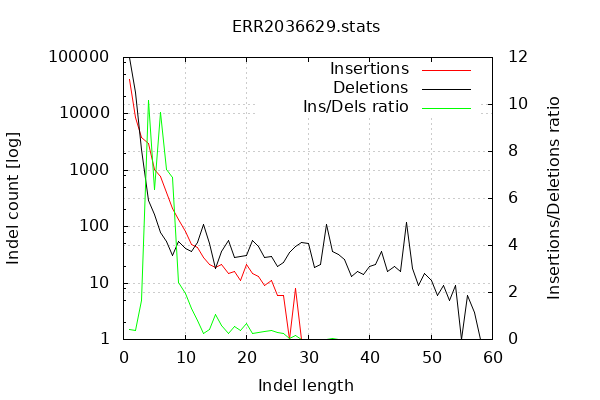 ERR2036629.stats
Indel count [log]
100000
10000
1000
100
10
1
Insertions
Deletions
Ins/Dels ratio
12
10
8
6
4
2
0
Insertions/Deletions ratio
0 10 20 30 40 50 60
Indel length